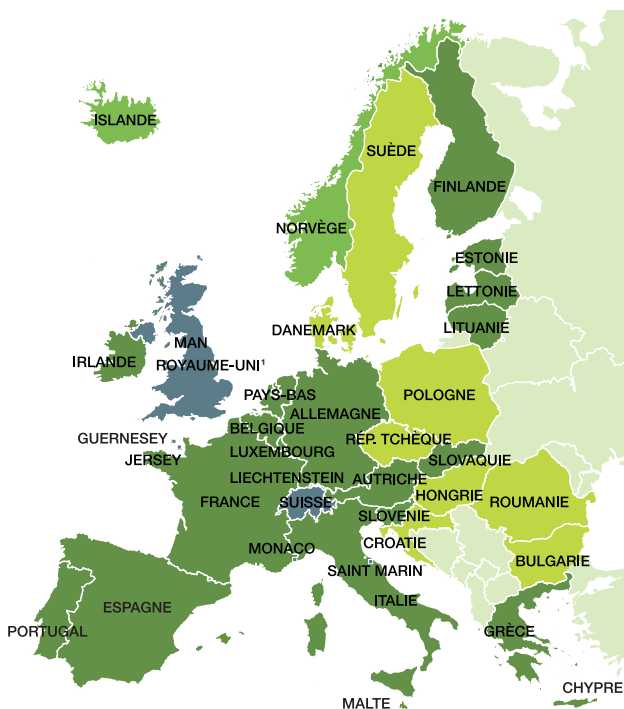 ISLANDE
SUÈDE
FINLANDE
NORVÈGE
ESTONIE
LETTONIE
LITUANIE
DANEMARK
MAN
IRLANDE
ROYAUME-UNI¹
PAYS-BAS
POLOGNE
ALLEMAGNE
BELGIQUE
GUERNESEY
RÉP. TCHÈQUE
LUXEMBOURG
JERSEY
SLOVAQUIE
LIECHTENSTEIN
AUTRICHE
HONGRIE
FRANCE
SUISSE
ROUMANIE
SLOVENIE
CROATIE
MONACO
BULGARIE
SAINT MARIN
ITALIE
ESPAGNE
PORTUGAL
GRÈCE
CHYPRE
MALTE